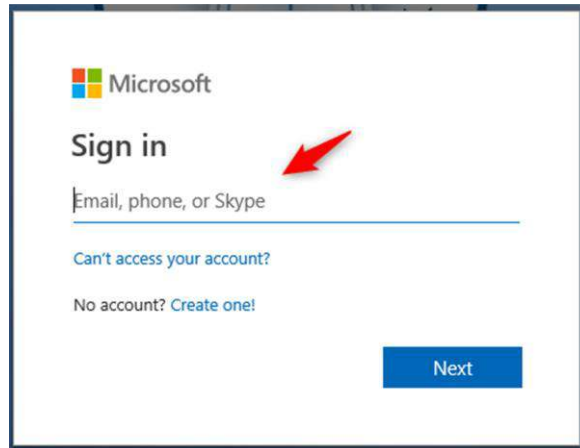 Microsoft
Sign in
Email, phone, or Skype
Can't access your account?
No account? Create one!
Next